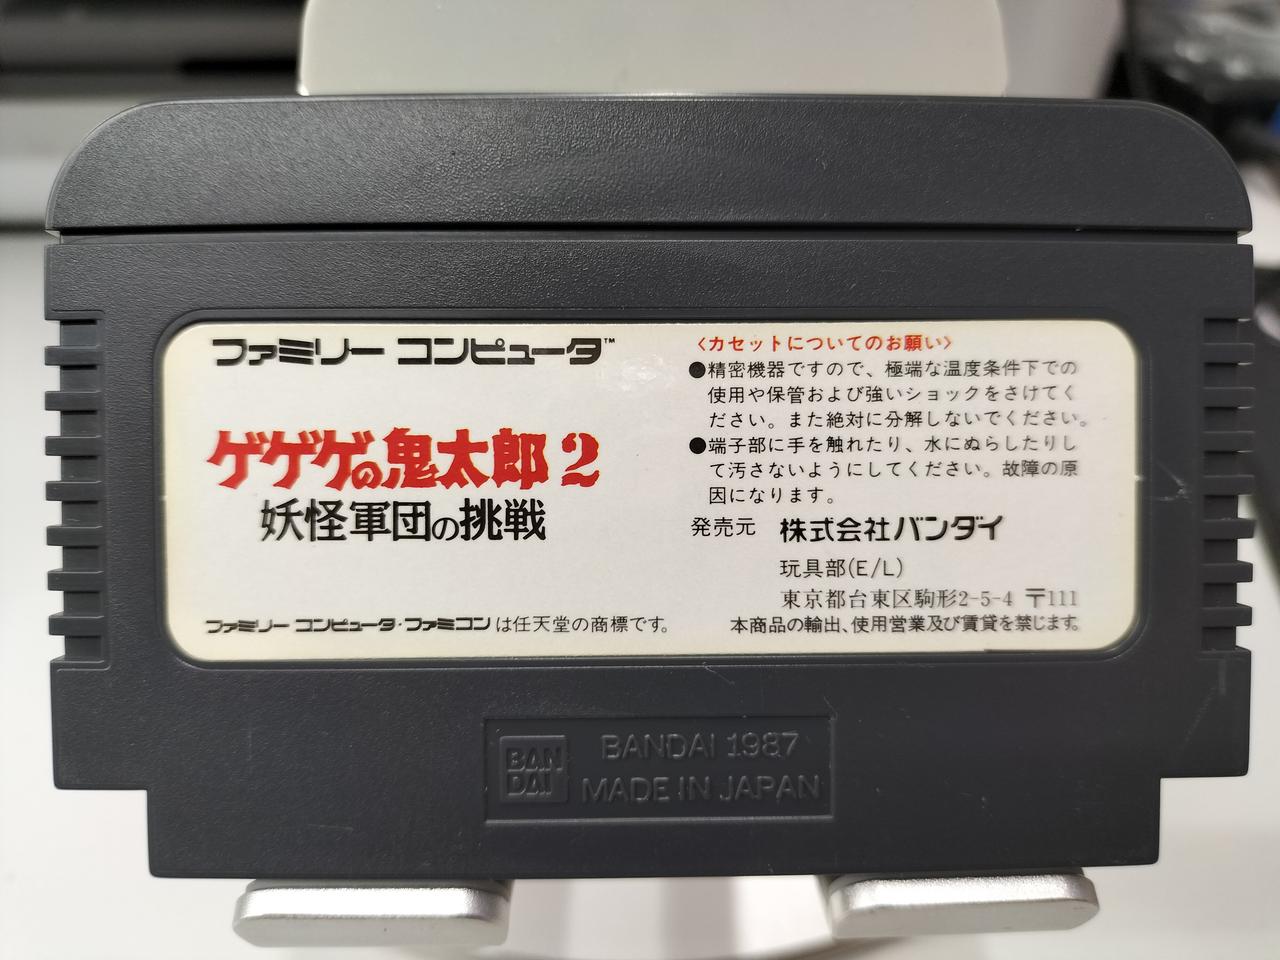 ファミリー コンピュータ™
ゲゲゲの鬼太郎2
妖怪軍団の挑戦
ファミリー コンピュータ・ファミコンは任天堂の商標です。
〈カセットについてのお願い〉
●精密機器ですので、極端な温度条件下での
使用や保管および強いショックをさけてく
ださい。また絶対に分解しないでください。
●端子部に手を触れたり、水にぬらしたりし
て汚さないようにしてください。故障の原
因になります。
発売元 株式会社バンダイ
玩具部(E/L)
東京都台東区駒形2-5-4 〒111
本商品の輸出、使用営業及び賃貸を禁じます。
BAN
DAI
BANDAI 1987
MADE IN JAPAN